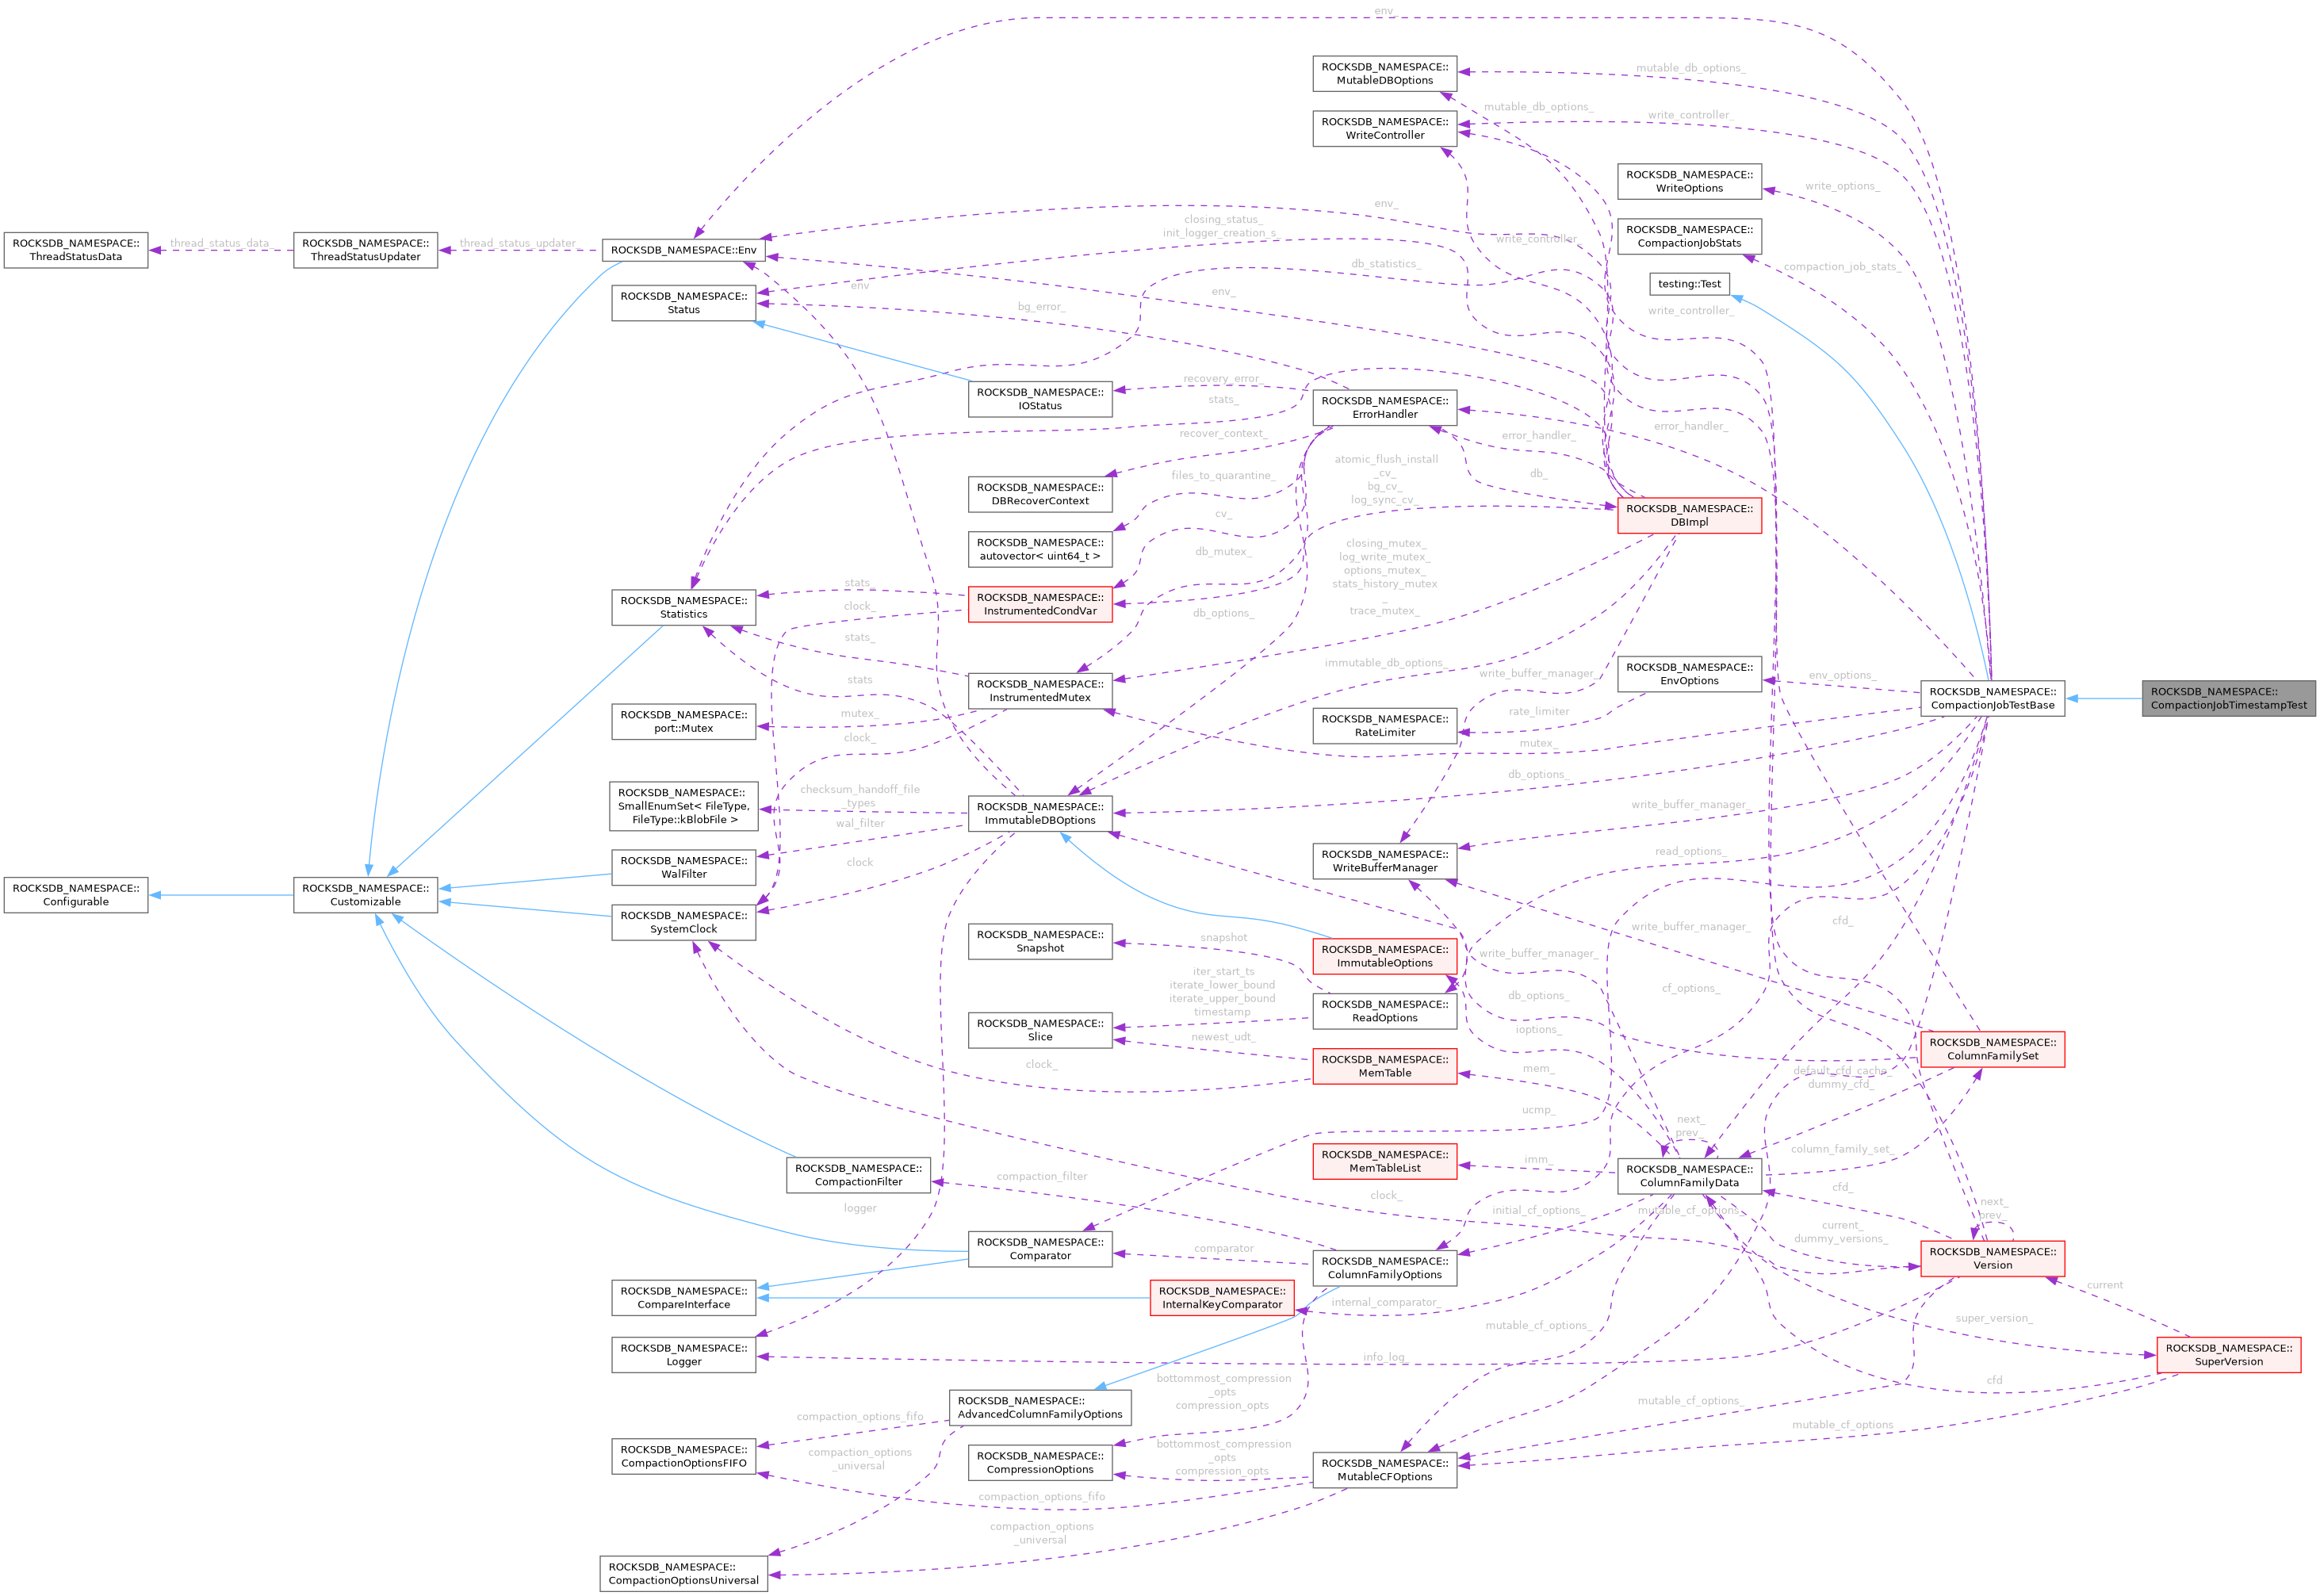 env_
ROCKSDB_NAMESPACE::
MutableDBOptions
mutable_db_options_
mutable_db_options_
ROCKSDB_NAMESPACE::
WriteController
write_controller_
ROCKSDB_NAMESPACE::
WriteOptions
write_options_
env_
closing_status_
init_logger_creation_s_
ROCKSDB_NAMESPACE::
CompactionJobStats
write_controller_
ROCKSDB_NAMESPACE::
ThreadStatusData
thread_status_data_
ROCKSDB_NAMESPACE::
ThreadStatusUpdater
thread_status_updater_
ROCKSDB_NAMESPACE::Env
db_statistics_
compaction_job_stats_
testing::Test
env
env_
ROCKSDB_NAMESPACE::
Status
bg_error_
write_controller_
ROCKSDB_NAMESPACE::
IOStatus
recovery_error_
stats_
ROCKSDB_NAMESPACE::
ErrorHandler
error_handler_
error_handler_
recover_context_
ROCKSDB_NAMESPACE::
DBRecoverContext
files_to_quarantine_
atomic_flush_install
_cv_
bg_cv_
log_sync_cv_
db_
cv_
ROCKSDB_NAMESPACE::
DBImpl
ROCKSDB_NAMESPACE::
autovector< uint64_t >
db_mutex_
closing_mutex_
log_write_mutex_
options_mutex_
stats_history_mutex
_
trace_mutex_
ROCKSDB_NAMESPACE::
Statistics
stats_
clock_
stats_
ROCKSDB_NAMESPACE::
InstrumentedCondVar
db_options_
immutable_db_options_
write_buffer_manager_
ROCKSDB_NAMESPACE::
EnvOptions
env_options_
ROCKSDB_NAMESPACE::
CompactionJobTestBase
ROCKSDB_NAMESPACE::
CompactionJobTimestampTest
stats
ROCKSDB_NAMESPACE::
InstrumentedMutex
ROCKSDB_NAMESPACE::
port::Mutex
mutex_
clock_
ROCKSDB_NAMESPACE::
RateLimiter
rate_limiter
mutex_
db_options_
ROCKSDB_NAMESPACE::
SmallEnumSet< FileType,
FileType::kBlobFile >
checksum_handoff_file
_types
wal_filter
ROCKSDB_NAMESPACE::
ImmutableDBOptions
write_buffer_manager_
ROCKSDB_NAMESPACE::
WalFilter
clock
ROCKSDB_NAMESPACE::
WriteBufferManager
read_options_
ROCKSDB_NAMESPACE::
Configurable
ROCKSDB_NAMESPACE::
Customizable
ROCKSDB_NAMESPACE::
SystemClock
ROCKSDB_NAMESPACE::
Snapshot
snapshot
ROCKSDB_NAMESPACE::
ImmutableOptions
write_buffer_manager_
write_buffer_manager_
cfd_
iter_start_ts
iterate_lower_bound
iterate_upper_bound
timestamp
ROCKSDB_NAMESPACE::
ReadOptions
db_options_
cf_options_
ROCKSDB_NAMESPACE::
Slice
newest_udt_
ioptions_
ROCKSDB_NAMESPACE::
ColumnFamilySet
clock_
ROCKSDB_NAMESPACE::
MemTable
mem_
default_cfd_cache_
dummy_cfd_
ucmp_
next_
prev_
ROCKSDB_NAMESPACE::
MemTableList
imm_
column_family_set_
ROCKSDB_NAMESPACE::
CompactionFilter
compaction_filter
clock_
ROCKSDB_NAMESPACE::
ColumnFamilyData
cfd_
logger
initial_cf_options_
mutable_cf_options_
current_
dummy_versions_
next_
prev_
ROCKSDB_NAMESPACE::
Comparator
comparator
ROCKSDB_NAMESPACE::
ColumnFamilyOptions
ROCKSDB_NAMESPACE::
Version
ROCKSDB_NAMESPACE::
CompareInterface
ROCKSDB_NAMESPACE::
InternalKeyComparator
internal_comparator_
current
mutable_cf_options_
super_version_
ROCKSDB_NAMESPACE::
Logger
info_log_
ROCKSDB_NAMESPACE::
SuperVersion
bottommost_compression
_opts
compression_opts
cfd
ROCKSDB_NAMESPACE::
AdvancedColumnFamilyOptions
compaction_options_fifo
mutable_cf_options_
mutable_cf_options
ROCKSDB_NAMESPACE::
CompactionOptionsFIFO
compaction_options
_universal
ROCKSDB_NAMESPACE::
CompressionOptions
bottommost_compression
_opts
compression_opts
ROCKSDB_NAMESPACE::
MutableCFOptions
compaction_options_fifo
compaction_options
_universal
ROCKSDB_NAMESPACE::
CompactionOptionsUniversal